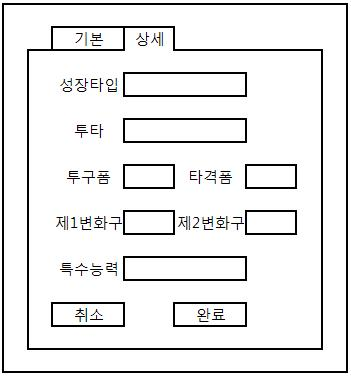 기본 상세
성장타입
투타
투구폼 타격폼
제1변화구 제2변화구
특수능력
취소 완료